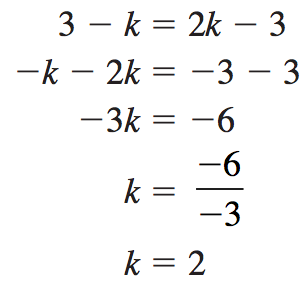 3 − k = 2k − 3
−k − 2k = −3 − 3
−3k = −6
k = −6/−3
k = 2